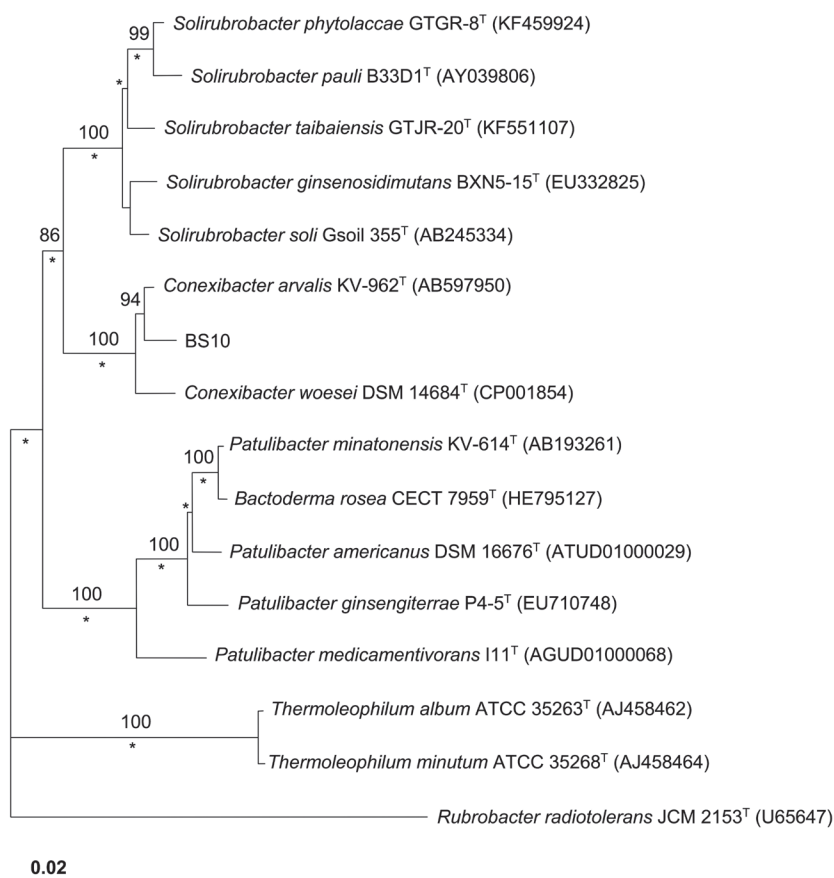 Solirubrobacter phytolaccae GTGR-8T (KF459924)
99
*
Solirubrobacter pauli B33D1T (AY039806)
*
Solirubrobacter taibaiensis GTJR-20T (KF551107)
100
*
Solirubrobacter ginsenosidimutans BXN5-15T (EU332825)
86
Solirubrobacter soli Gsoil 355T (AB245334)
*
Conexibacter arvalis KV-962T (AB597950)
94
100
BS10
*
Conexibacter woesei DSM 14684T (CP001854)
*
Patulibacter minatonensis KV-614T (AB193261)
100
*
Bactoderma rosea CECT 7959T (HE795127)
*
100
Patulibacter americanus DSM 16676T (ATUD01000029)
*
100
Patulibacter ginsengiterrae P4-5T (EU710748)
*
Patulibacter medicamentivorans I11T (AGUD01000068)
Thermoleophilum album ATCC 35263T (AJ458462)
100
*
Thermoleophilum minutum ATCC 35268T (AJ458464)
Rubrobacter radiotolerans JCM 2153T (U65647)
0.02